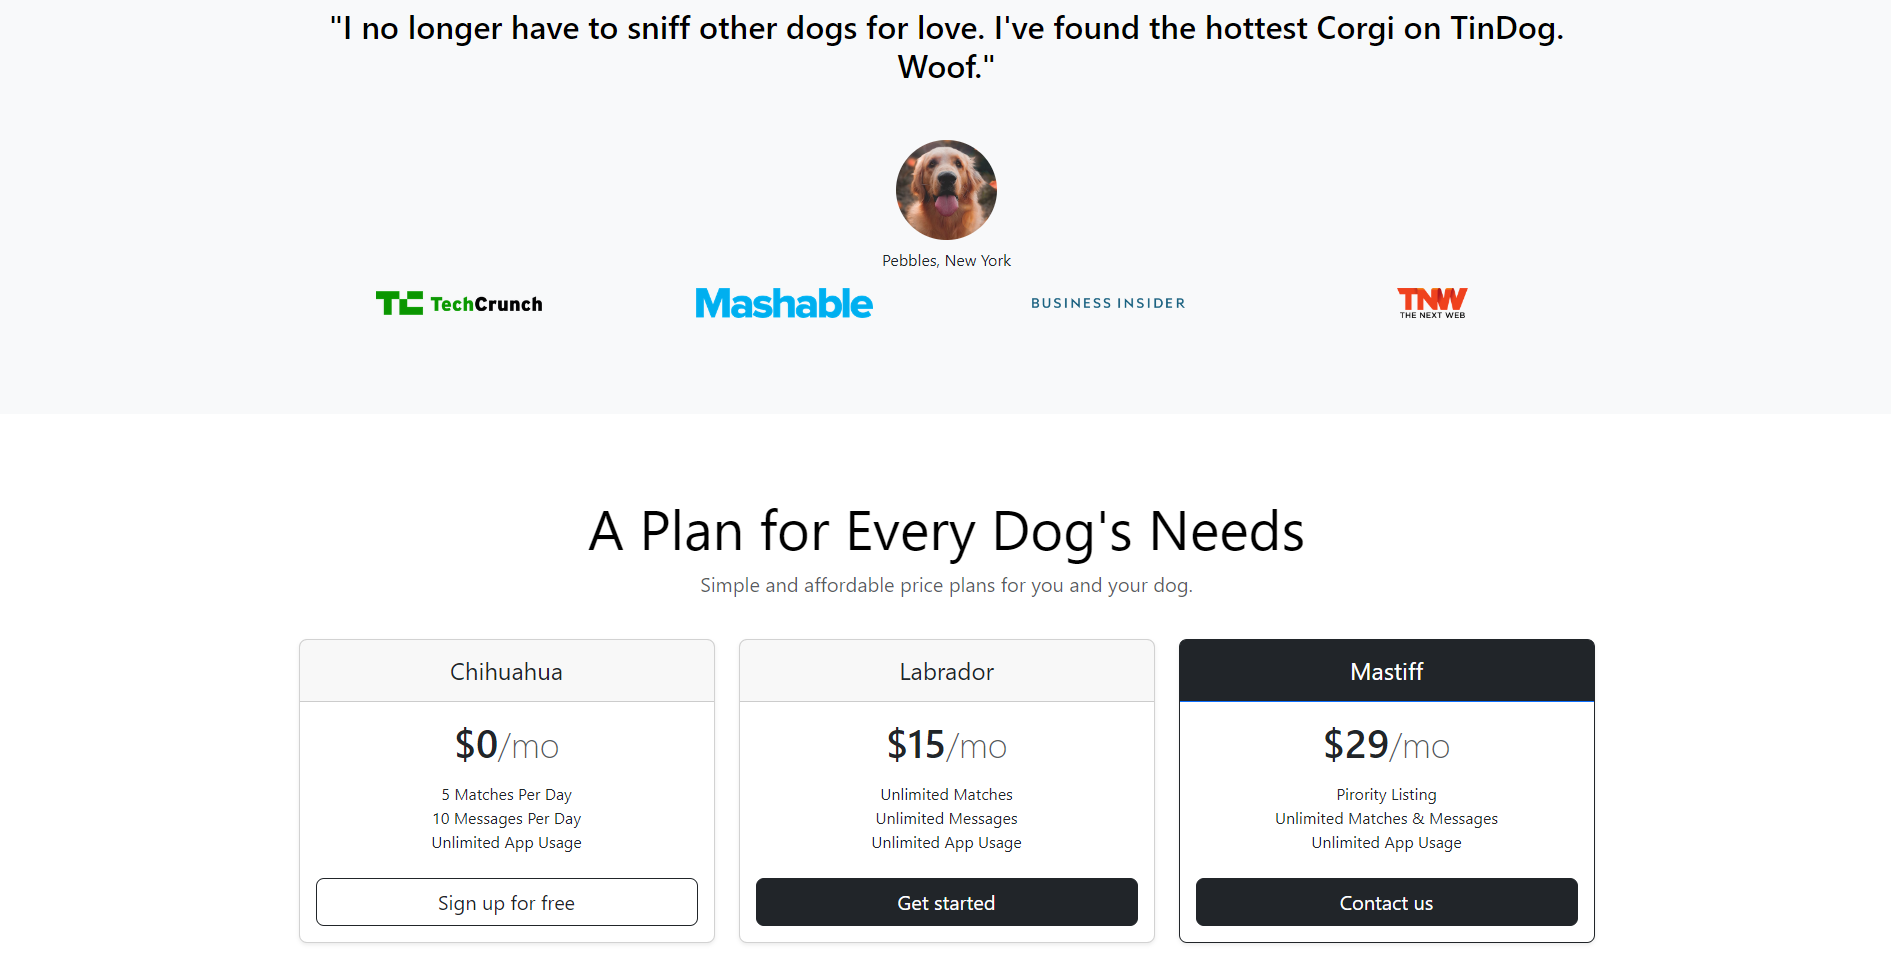 "I no longer have to sniff other dogs for love. I've found the hottest Corgi on TinDog.
Woof."
Pebbles, New York
TC TechCrunch
Mashable
BUSINESS INSIDER
TNW
THE NEXT WEB
A Plan for Every Dog's Needs
Simple and affordable price plans for you and your dog.
Chihuahua
$0/mo
5 Matches Per Day
10 Messages Per Day
Unlimited App Usage
Sign up for free
Labrador
$15/mo
Unlimited Matches
Unlimited Messages
Unlimited App Usage
Get started
Mastiff
$29/mo
Pirority Listing
Unlimited Matches & Messages
Unlimited App Usage
Contact us